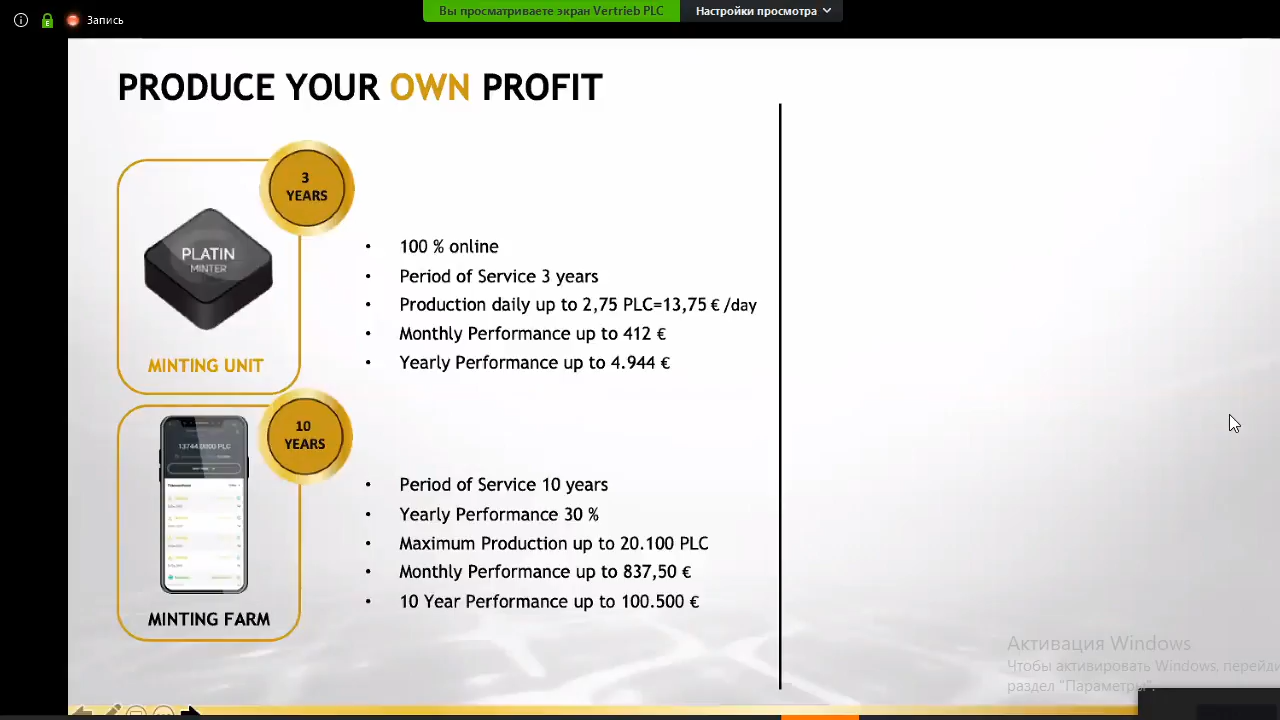 Запись
Вы просматриваете экран Vertrieb PLC
Настройки просмотра
PRODUCE YOUR OWN PROFIT
3
YEARS
PLATIN
MINTER
MINTING UNIT
• 100 % online
• Period of Service 3 years
• Production daily up to 2,75 PLC=13,75 € /day
• Monthly Performance up to 412 €
• Yearly Performance up to 4.944 €
10
YEARS
13744.0000 PLC
MINTING FARM
• Period of Service 10 years
• Yearly Performance 30 %
• Maximum Production up to 20.100 PLC
• Monthly Performance up to 837,50 €
• 10 Year Performance up to 100.500 €
Активация Windows
Чтобы активировать Windows, перейди
раздел "Параметры".